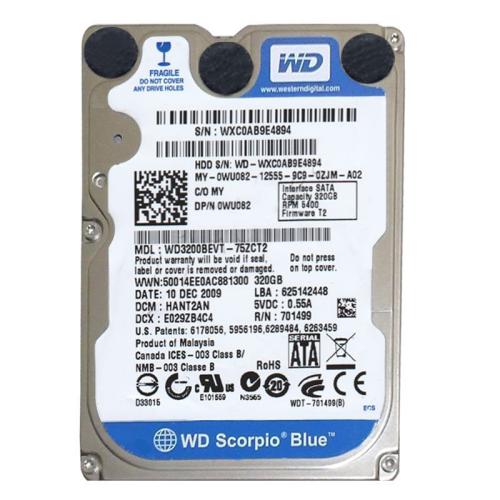 FRAGILE
DO NOT COVER
ANY DRIVE HOLES
WD
www.westerndigital.com
S/N : WXC0AB9E4894
HDD S/N: WD - WXC0AB9E4894
MY - 0WU082 - 12555 - 9C9 - 0ZJM - A02
C/O MY
DP/N 0WU082
Interface SATA
Capacity 320GB
RPM 5400
Firmware T2
MDL : WD3200BEVT - 75ZCT2
Product warranty will be void if seal,
label or cover is removed or damaged.
Do not press
on top cover.
WWN:50014EE0AC881300 320GB
DATE: 10 DEC 2009
LBA : 625142448
DCM : HANT2AN
5VDC : 0.55A
DCX : E029ZB4C4
R/N : 701499
U.S. Patents: 6178056, 5956196,6289484, 6263459
Product of Malaysia
Canada ICES - 003 Class B/
NMB - 003 Classe B
RoHS
SERIAL
ATA
D33015
E101559
N3565
20
WDT -701499(B)
WD Scorpio® Blue™